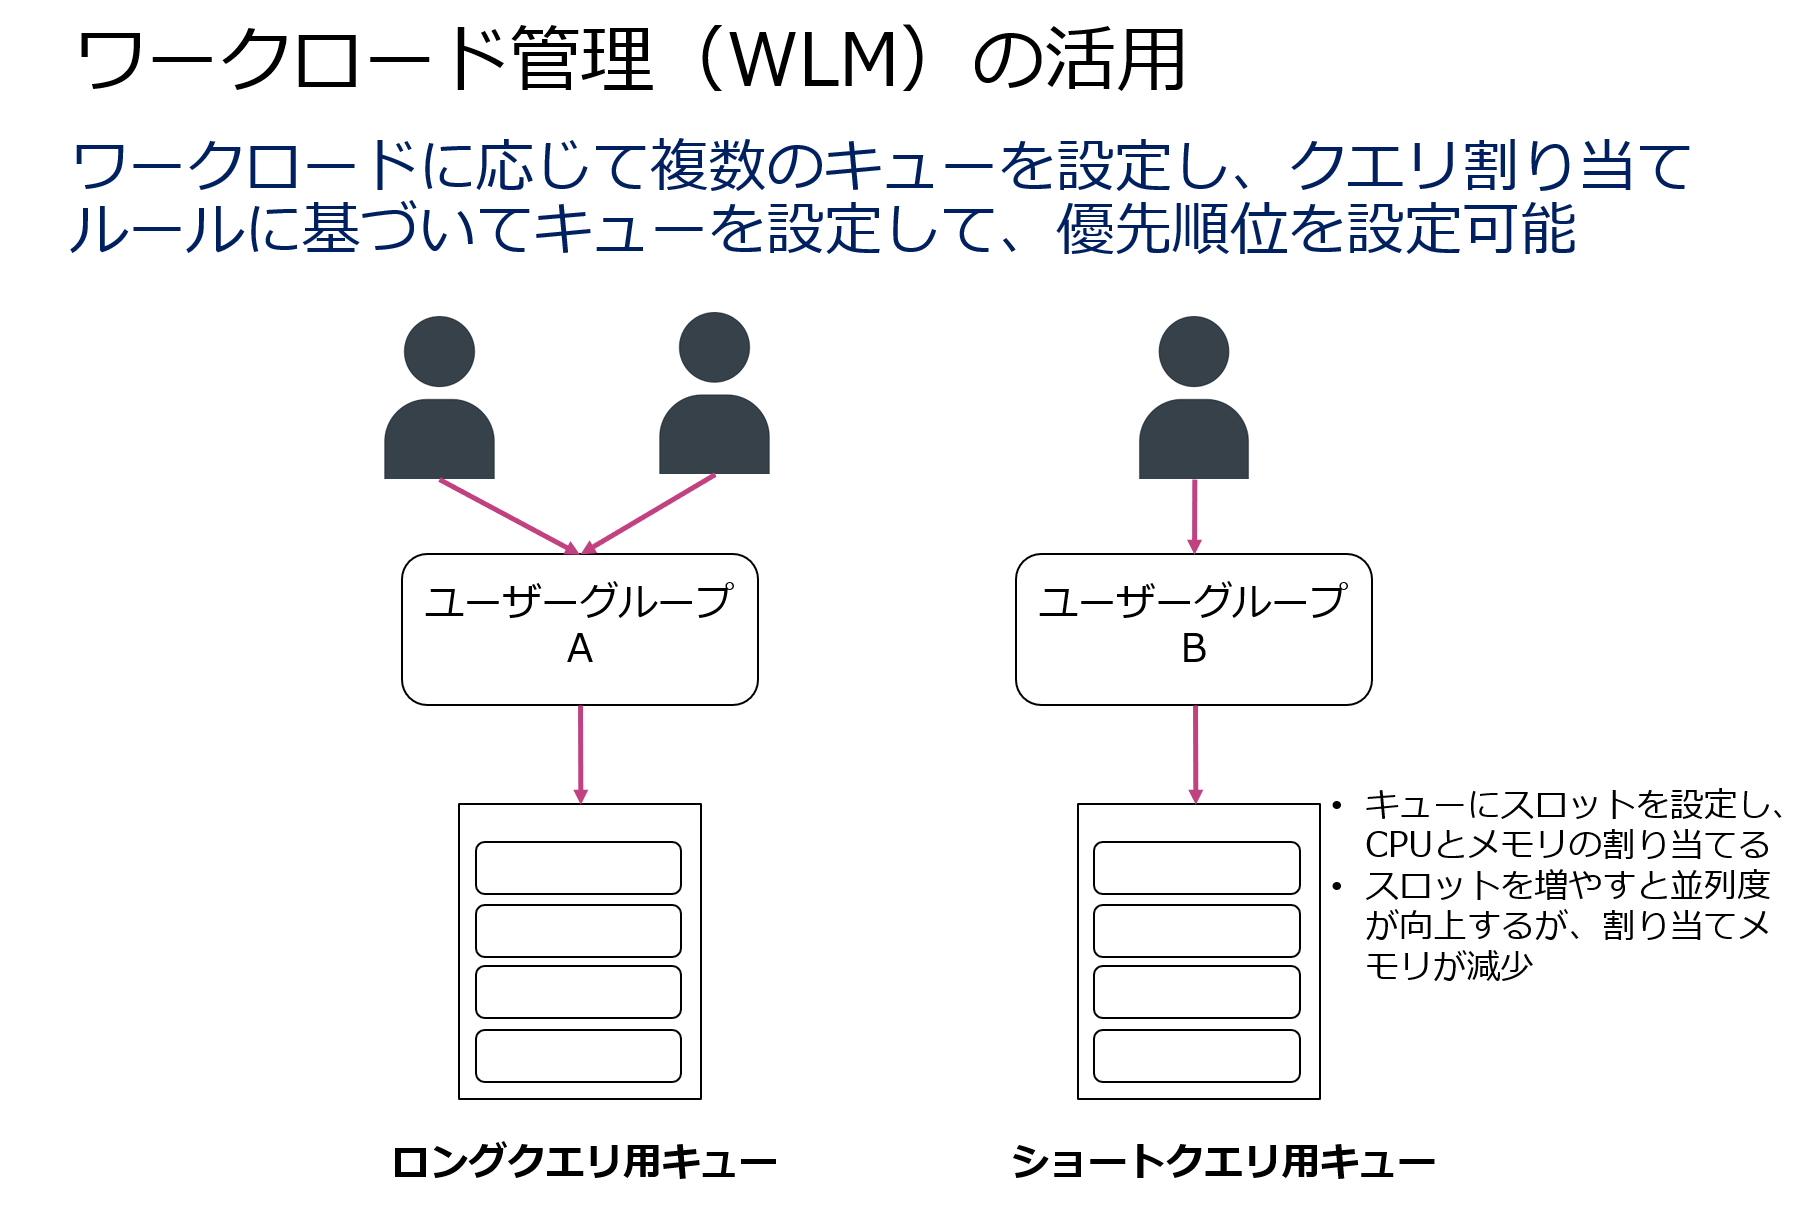 ワークロード管理（WLM）の活用
ワークロードに応じて複数のキューを設定し、クエリ割り当て
ルールに基づいてキューを設定して、優先順位を設定可能
ユーザーグループ
A
ユーザーグループ
B
• キューにスロットを設定し、
CPUとメモリの割り当てる
• スロットを増やすと並列度
が向上するが、割り当てメ
モリが減少
ロングクエリ用キュー
ショートクエリ用キュー